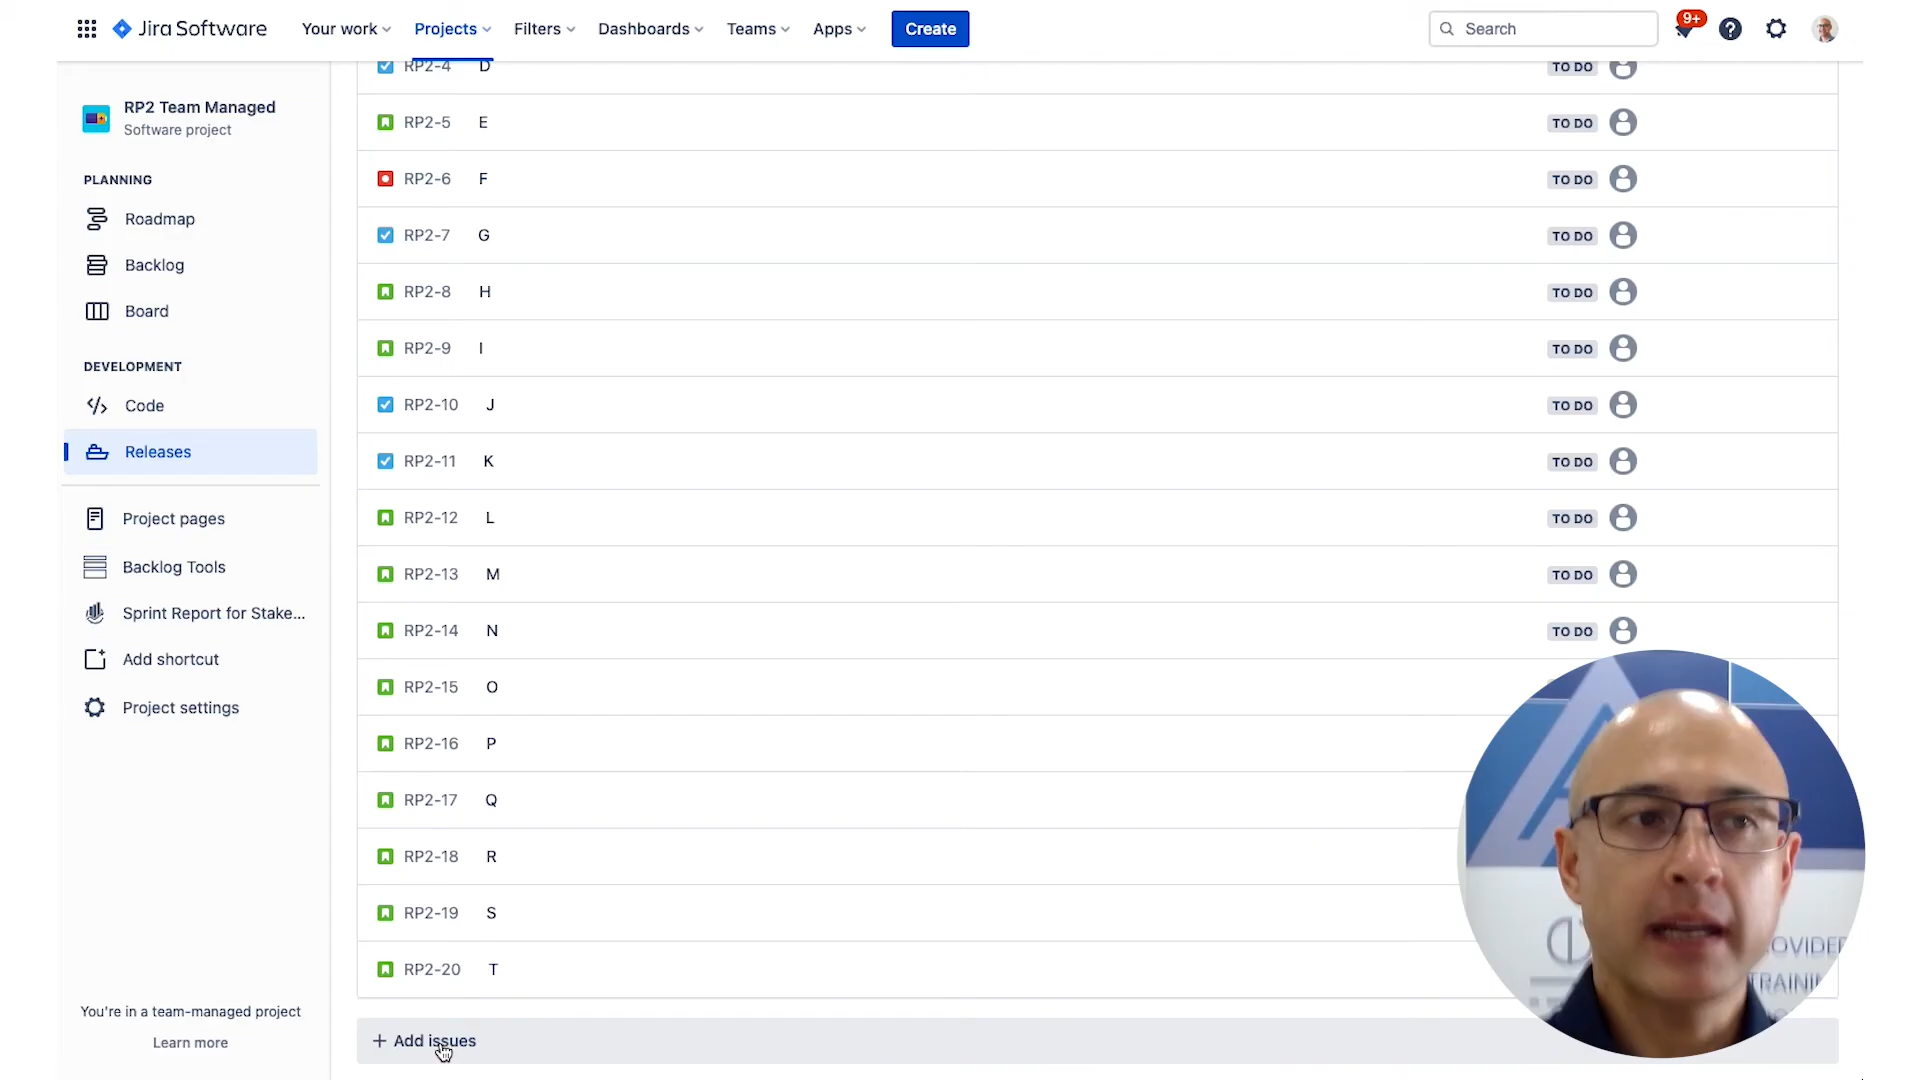 Jira Software
Your work
Projects
Filters
Dashboards
Teams
Apps
Create
Search
9+
RP2 Team Managed
Software project
PLANNING
Roadmap
Backlog
Board
DEVELOPMENT
Code
Releases
Project pages
Backlog Tools
Sprint Report for Stake...
Add shortcut
Project settings
You're in a team-managed project
Learn more
RP2-4 D TO DO
RP2-5 E TO DO
RP2-6 F TO DO
RP2-7 G TO DO
RP2-8 H TO DO
RP2-9 I TO DO
RP2-10 J TO DO
RP2-11 K TO DO
RP2-12 L TO DO
RP2-13 M TO DO
RP2-14 N TO DO
RP2-15 O
RP2-16 P
RP2-17 Q
RP2-18 R
RP2-19 S
RP2-20 T
+ Add issues